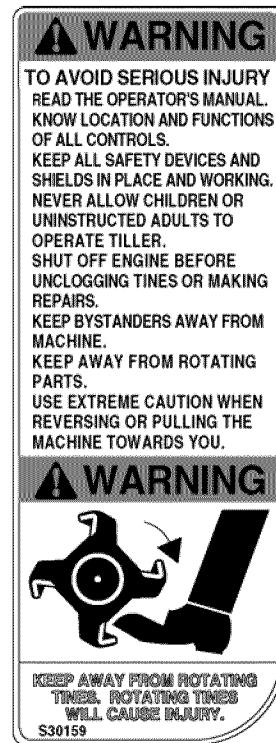 WARNING
TO AVOID SERIOUS INJURY
READ THE OPERATOR'S MANUAL.
KNOW LOCATION AND FUNCTIONS
OF ALL CONTROLS.
KEEP ALL SAFETY DEVICES AND
SHIELDS IN PLACE AND WORKING.
NEVER ALLOW CHILDREN OR
UNINSTRUCTED ADULTS TO
OPERATE TILLER.
SHUT OFF ENGINE BEFORE
UNCLOGGING TINES OR MAKING
REPAIRS.
KEEP BYSTANDERS AWAY FROM
MACHINE.
KEEP AWAY FROM ROTATING
PARTS.
USE EXTREME CAUTION WHEN
REVERSING OR PULLING THE
MACHINE TOWARDS YOU.
WARNING
KEEP AWAY FROM ROTATING
TINES. ROTATING TINES
WILL CAUSE INJURY.
S30159